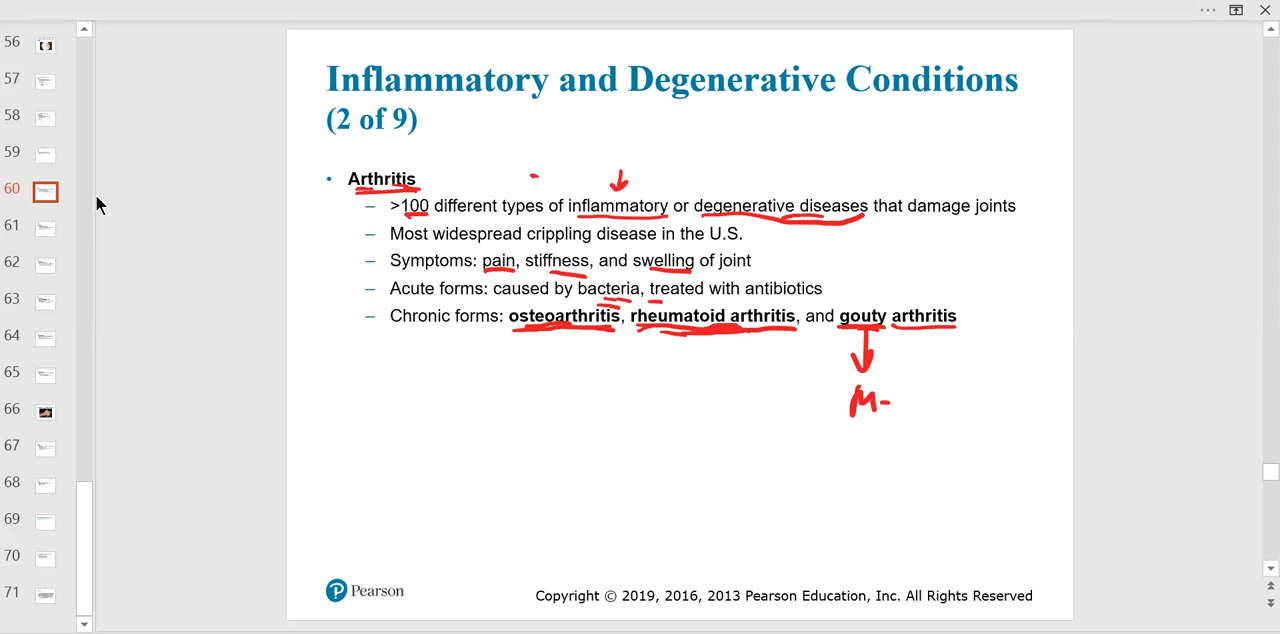 56
57
58
59
60
61
62
63
64
65
66
67
68
69
70
71
Inflammatory and Degenerative Conditions
(2 of 9)
• Arthritis
– >100 different types of inflammatory or degenerative diseases that damage joints
– Most widespread crippling disease in the U.S.
– Symptoms: pain, stiffness, and swelling of joint
– Acute forms: caused by bacteria, treated with antibiotics
– Chronic forms: osteoarthritis, rheumatoid arthritis, and gouty arthritis
M-
P Pearson
Copyright © 2019, 2016, 2013 Pearson Education, Inc. All Rights Reserved